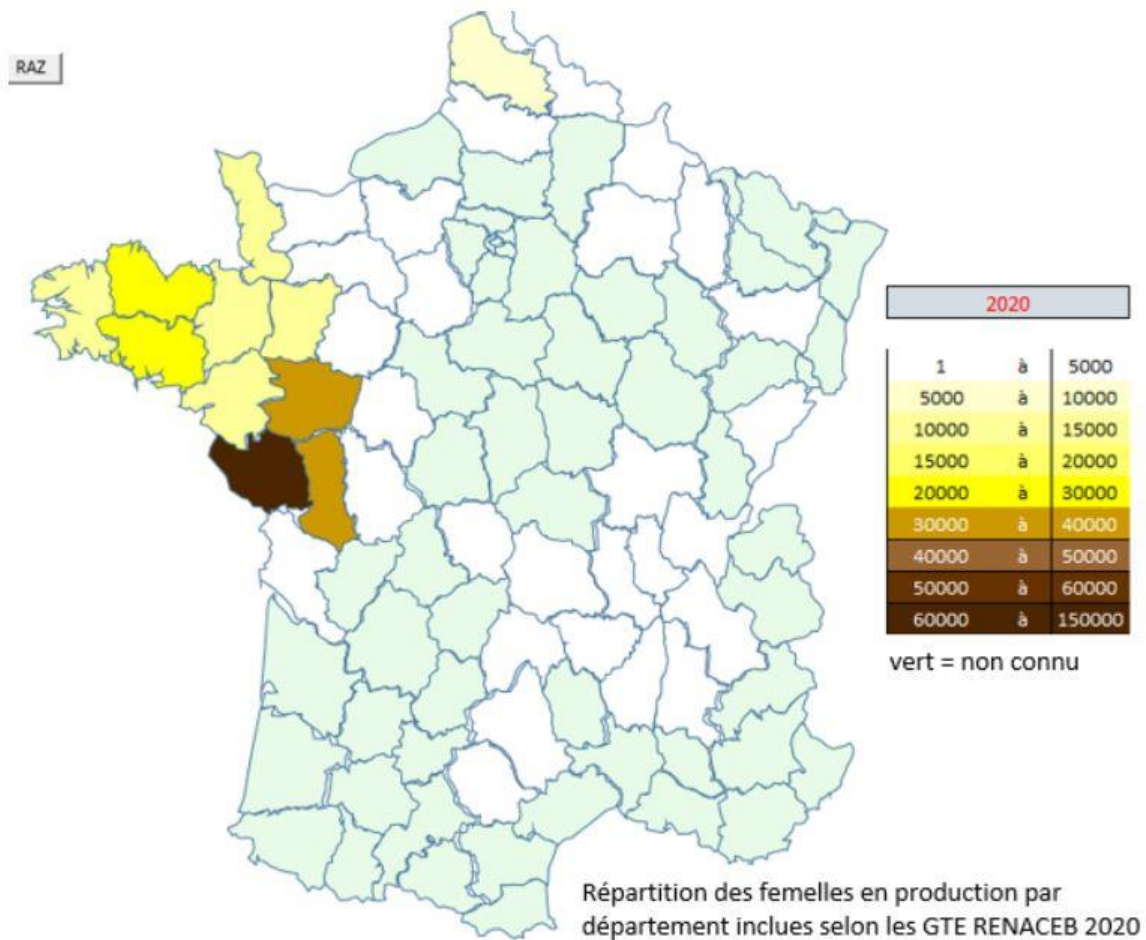 RAZ
2020
1 à 5000
5000 à 10000
10000 à 15000
15000 à 20000
20000 à 30000
30000 à 40000
40000 à 50000
50000 à 60000
60000 à 150000
vert = non connu
Répartition des femelles en production par
département inclues selon les GTE RENACEB 2020